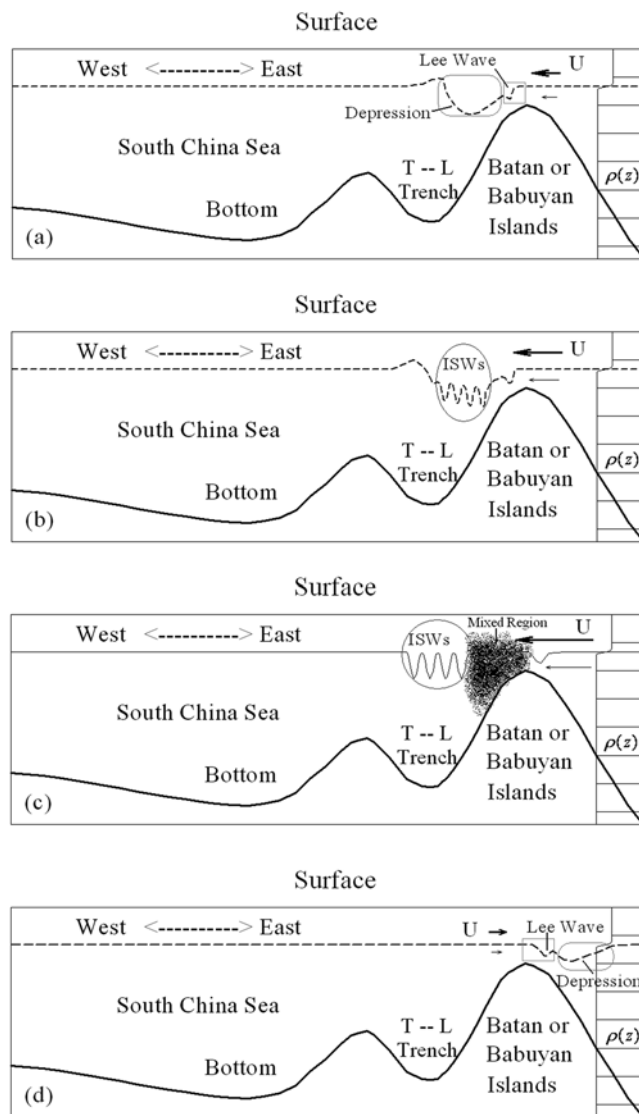 Surface
West <----------> East
Lee Wave
U
Depression
South China Sea
T -- L
Trench
Batan or
Babuyan
Islands
ρ(z)
Bottom
(a)
Surface
West <----------> East
ISWs
U
South China Sea
T -- L
Trench
Batan or
Babuyan
Islands
ρ(z)
Bottom
(b)
Surface
West <----------> East
ISWs
Mixed Region
U
South China Sea
T -- L
Trench
Batan or
Babuyan
Islands
ρ(z)
Bottom
(c)
Surface
West <----------> East
U
Lee Wave
Depression
South China Sea
T -- L
Trench
Batan or
Babuyan
Islands
ρ(z)
Bottom
(d)